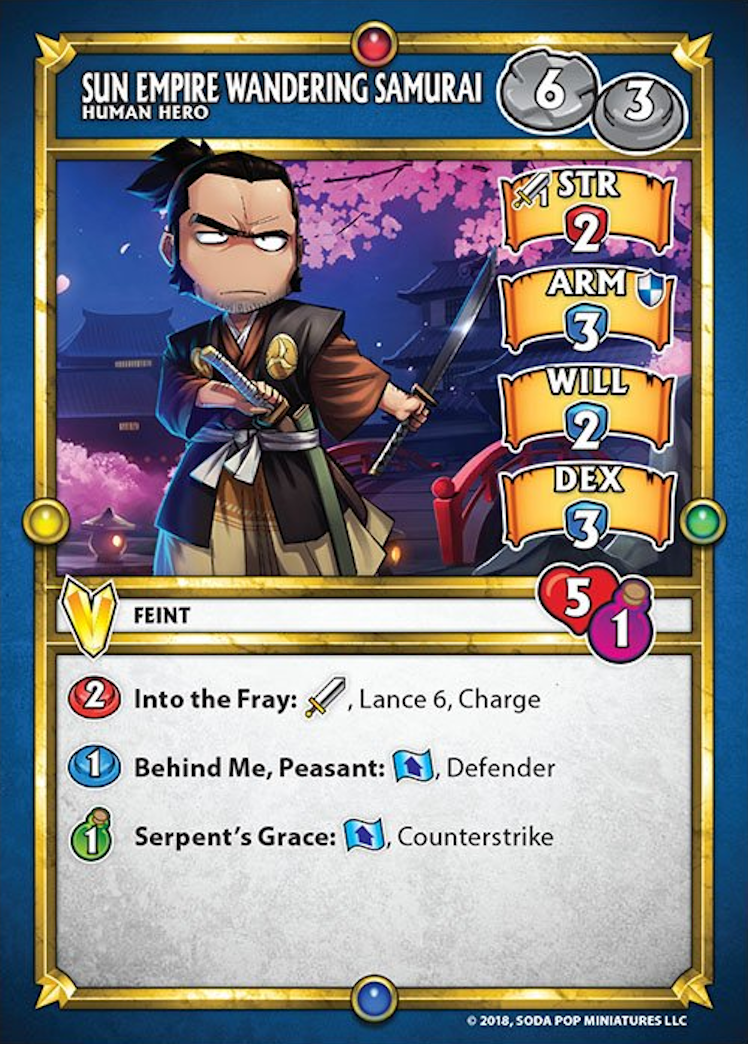 SUN EMPIRE WANDERING SAMURAI
HUMAN HERO
6 3
STR
1
2
ARM
3
WILL
2
DEX
3
5
1
FEINT
2 Into the Fray: , Lance 6, Charge
1 Behind Me, Peasant: , Defender
1 Serpent's Grace: , Counterstrike
© 2018, SODA POP MINIATURES LLC